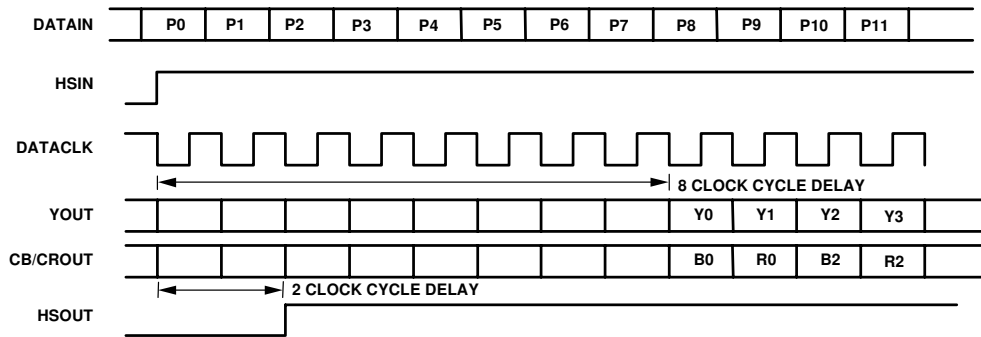 DATAIN P0 P1 P2 P3 P4 P5 P6 P7 P8 P9 P10 P11
HSIN
DATACLK
8 CLOCK CYCLE DELAY
YOUT Y0 Y1 Y2 Y3
CB/CROUT B0 R0 B2 R2
2 CLOCK CYCLE DELAY
HSOUT